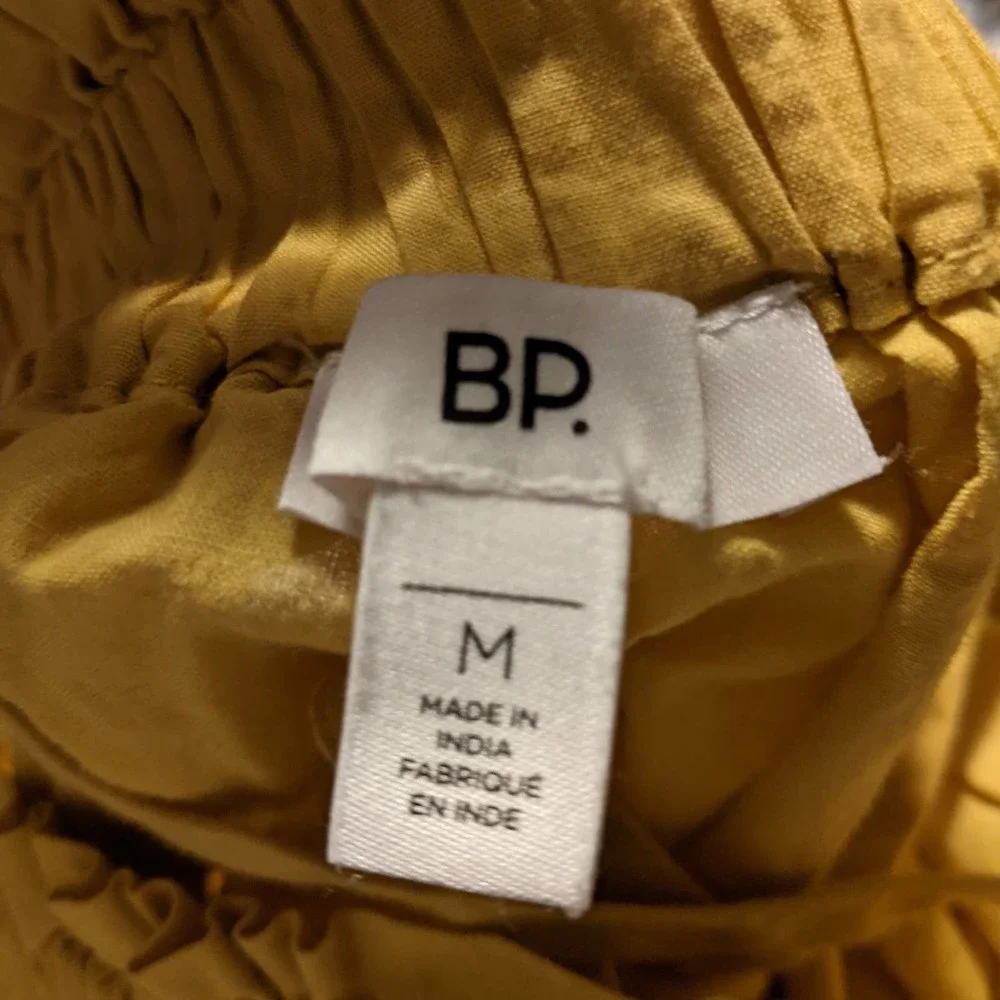 BP.
M
MADE IN
INDIA
FABRIQUÉ
EN INDE